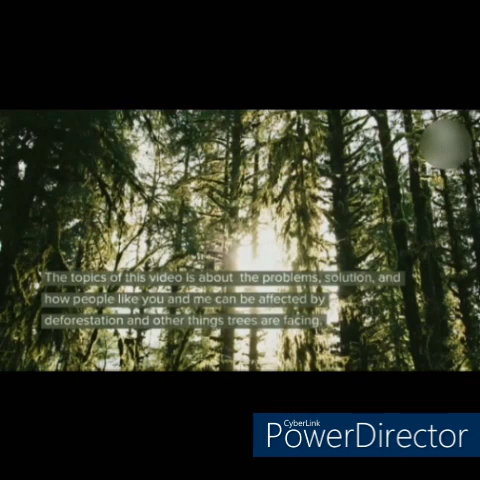 The topics of this video is about the problems, solution, and
how people like you and me can be affected by
deforestation and other things trees are facing.
CyberLink
PowerDirector